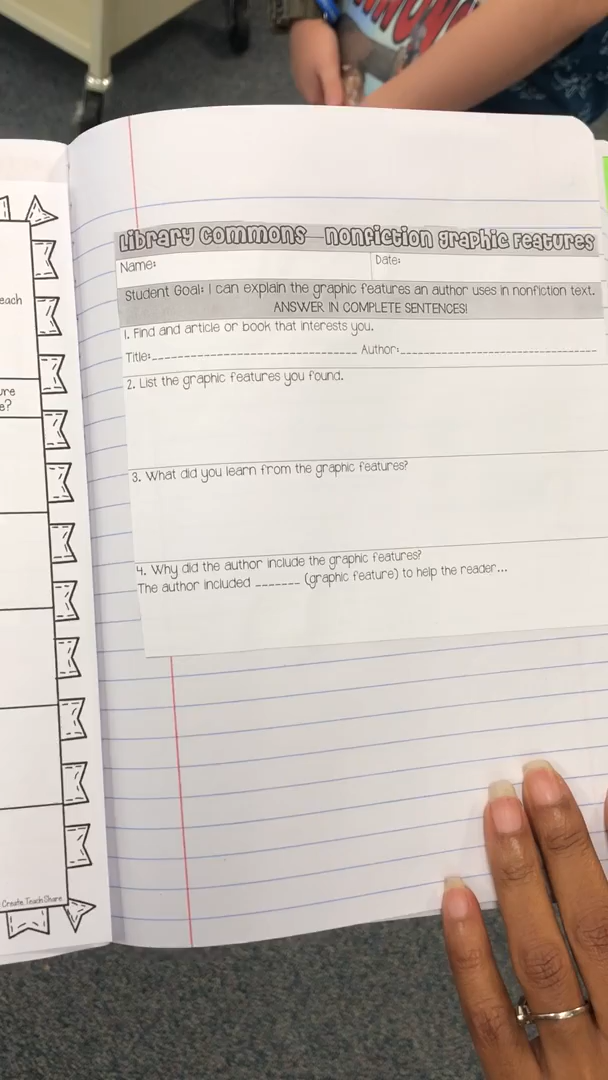 Library Commons Nonfiction Graphic Features
Name:
Date:
Student Goal: I can explain the graphic features an author uses in nonfiction text.
ANSWER IN COMPLETE SENTENCES!
1. Find and article or book that interests you.
Title: Author:
2. List the graphic features you found.
3. What did you learn from the graphic features?
4. Why did the author include the graphic features?
The author included _______ (graphic feature) to help the reader...
each
e?
Create Teach Share